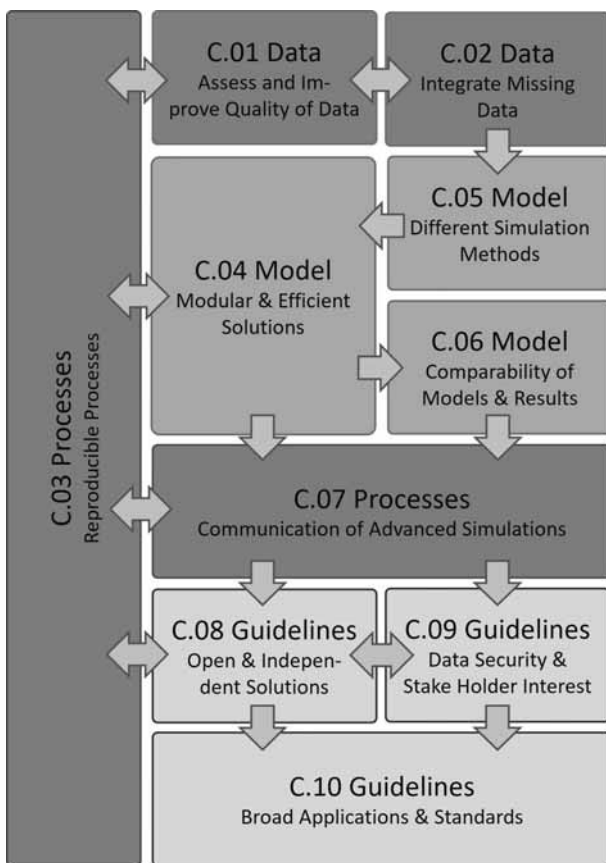 C.01 Data
Assess and Im-
prove Quality of Data
C.02 Data
Integrate Missing
Data
C.03 Processes
Reproducible Processes
C.04 Model
Modular & Efficient
Solutions
C.05 Model
Different Simulation
Methods
C.06 Model
Comparability of
Models & Results
C.07 Processes
Communication of Advanced Simulations
C.08 Guidelines
Open & Indepen-
dent Solutions
C.09 Guidelines
Data Security &
Stake Holder Interest
C.10 Guidelines
Broad Applications & Standards